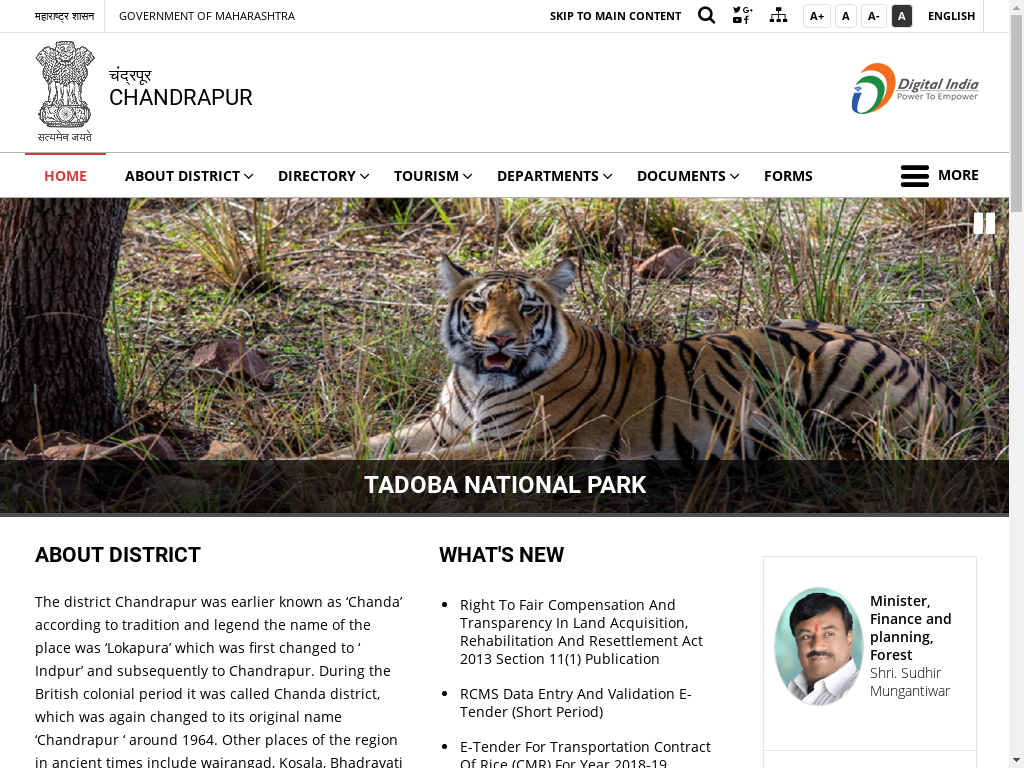 महाराष्ट्र शासन
GOVERNMENT OF MAHARASHTRA
SKIP TO MAIN CONTENT
A+
A
A-
A
ENGLISH
सत्यमेव जयते
चंद्रपूर
CHANDRAPUR
Digital India
Power To Empower
HOME
ABOUT DISTRICT
DIRECTORY
TOURISM
DEPARTMENTS
DOCUMENTS
FORMS
MORE
TADOBA NATIONAL PARK
ABOUT DISTRICT
The district Chandrapur was earlier known as ‘Chanda’
according to tradition and legend the name of the
place was ‘Lokapura’ which was first changed to ‘
Indpur’ and subsequently to Chandrapur. During the
British colonial period it was called Chanda district,
which was again changed to its original name
‘Chandrapur ‘ around 1964. Other places of the region
in ancient times include wairangad, Kosala, Bhadravati
WHAT'S NEW
Right To Fair Compensation And
Transparency In Land Acquisition,
Rehabilitation And Resettlement Act
2013 Section 11(1) Publication
RCMS Data Entry And Validation E-
Tender (Short Period)
E-Tender For Transportation Contract
Of Rice (CMR) For Year 2018-19
Minister,
Finance and
planning,
Forest
Shri. Sudhir
Mungantiwar